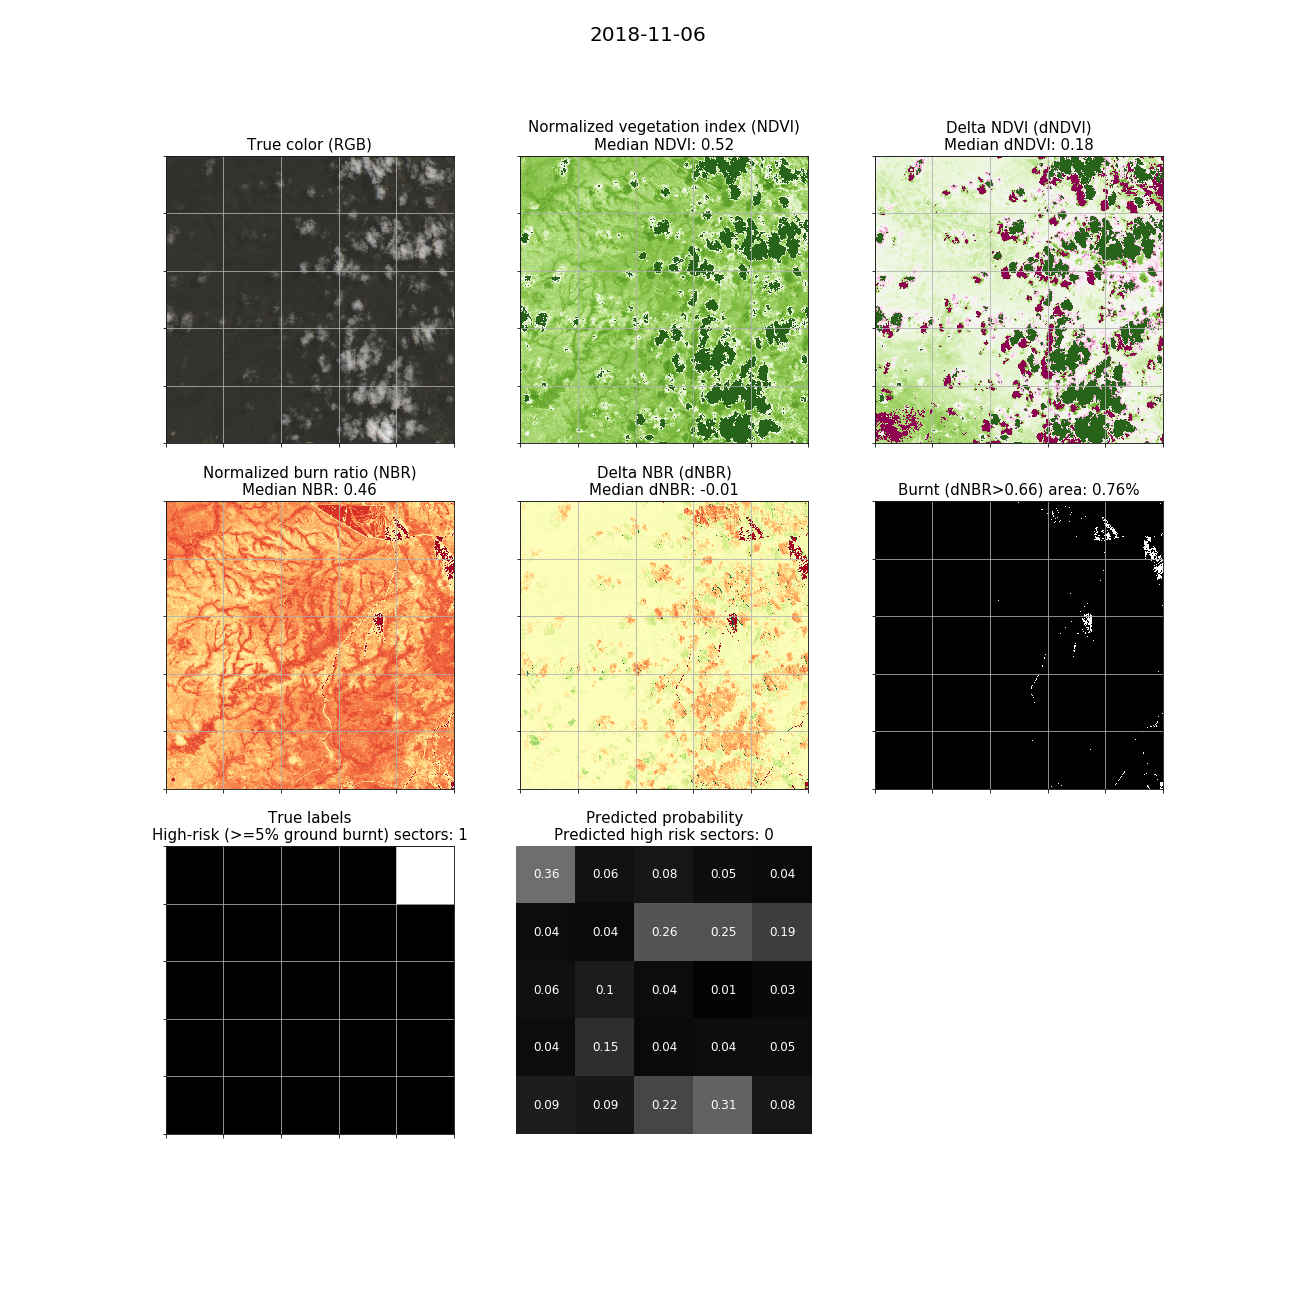 2018-11-06
True color (RGB)
Normalized vegetation index (NDVI)
Median NDVI: 0.52
Delta NDVI (dNDVI)
Median dNDVI: 0.18
Normalized burn ratio (NBR)
Median NBR: 0.46
Delta NBR (dNBR)
Median dNBR: -0.01
Burnt (dNBR>0.66) area: 0.76%
True labels
High-risk (>=5% ground burnt) sectors: 1
Predicted probability
Predicted high risk sectors: 0
0.36 0.06 0.08 0.05 0.04
0.04 0.04 0.26 0.25 0.19
0.06 0.1 0.04 0.01 0.03
0.04 0.15 0.04 0.04 0.05
0.09 0.09 0.22 0.31 0.08